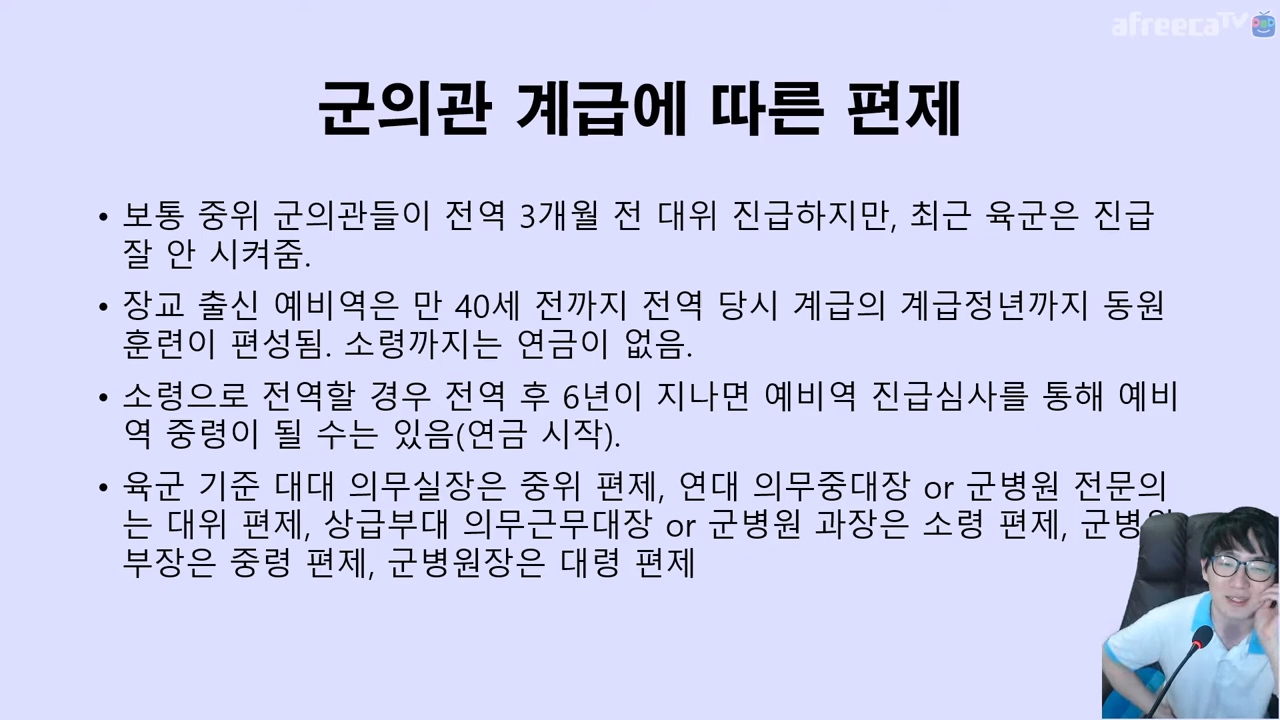 afreecaTV
군의관 계급에 따른 편제
• 보통 중위 군의관들이 전역 3개월 전 대위 진급하지만, 최근 육군은 진급
잘 안 시켜줌.
• 장교 출신 예비역은 만 40세 전까지 전역 당시 계급의 계급정년까지 동원
훈련이 편성됨. 소령까지는 연금이 없음.
• 소령으로 전역할 경우 전역 후 6년이 지나면 예비역 진급심사를 통해 예비
역 중령이 될 수는 있음(연금 시작).
• 육군 기준 대대 의무실장은 중위 편제, 연대 의무중대장 or 군병원 전문의
는 대위 편제, 상급부대 의무근무대장 or 군병원 과장은 소령 편제, 군병원
부장은 중령 편제, 군병원장은 대령 편제